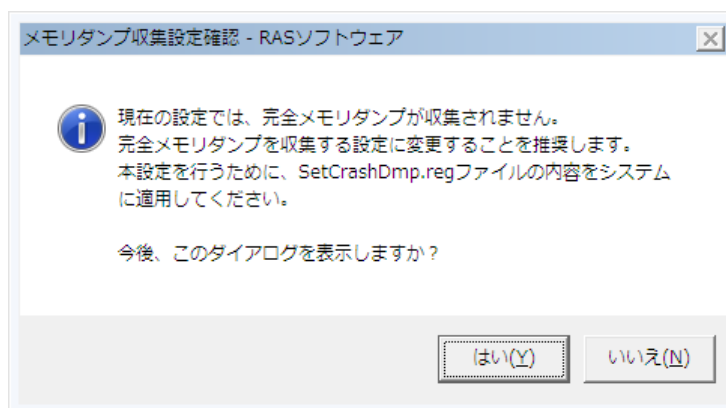 メモリダンプ収集設定確認 - RASソフトウェア
現在の設定では、完全メモリダンプが収集されません。
完全メモリダンプを収集する設定に変更することを推奨します。
本設定を行うために、SetCrashDmp.regファイルの内容をシステム
に適用してください。
今後、このダイアログを表示しますか？
はい(Y)
いいえ(N)